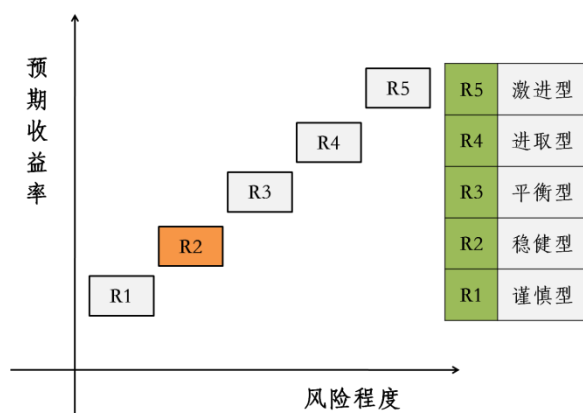 预期收益率
R5
R4
R3
R2
R1
风险程度
R5 激进型
R4 进取型
R3 平衡型
R2 稳健型
R1 谨慎型